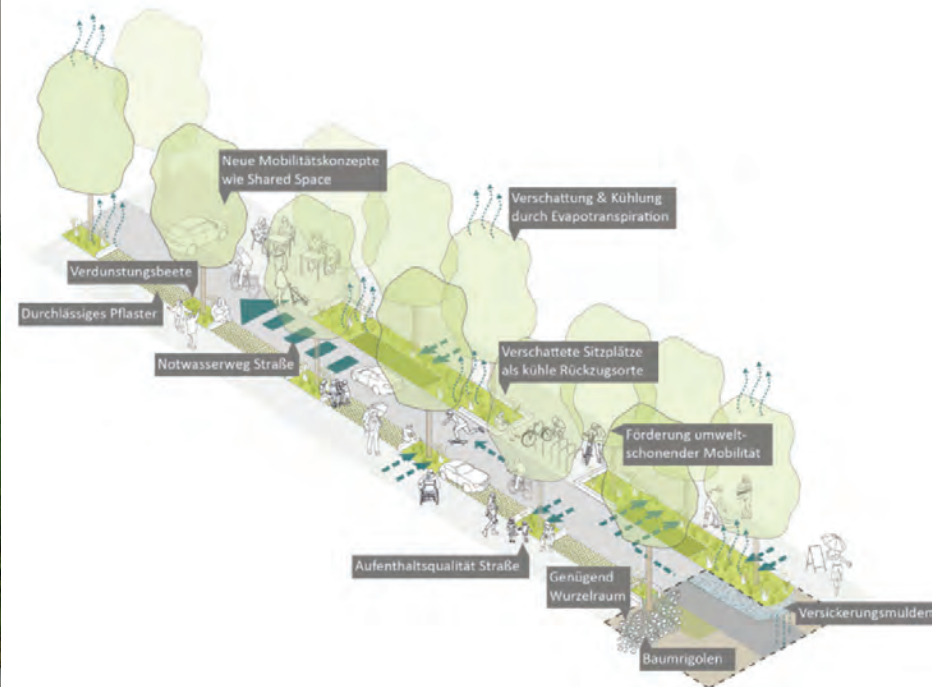 Neue Mobilitätskonzepte
wie Shared Space
Verschattung & Kühlung
durch Evapotranspiration
Verdunstungsbeete
Durchlässiges Pflaster
Notwasserweg Straße
Verschattete Sitzplätze
als kühle Rückzugsorte
Förderung umwelt-
schonender Mobilität
Aufenthaltsqualität Straße
Genügend
Wurzelraum
Versickerungsmulden
Baumrigolen